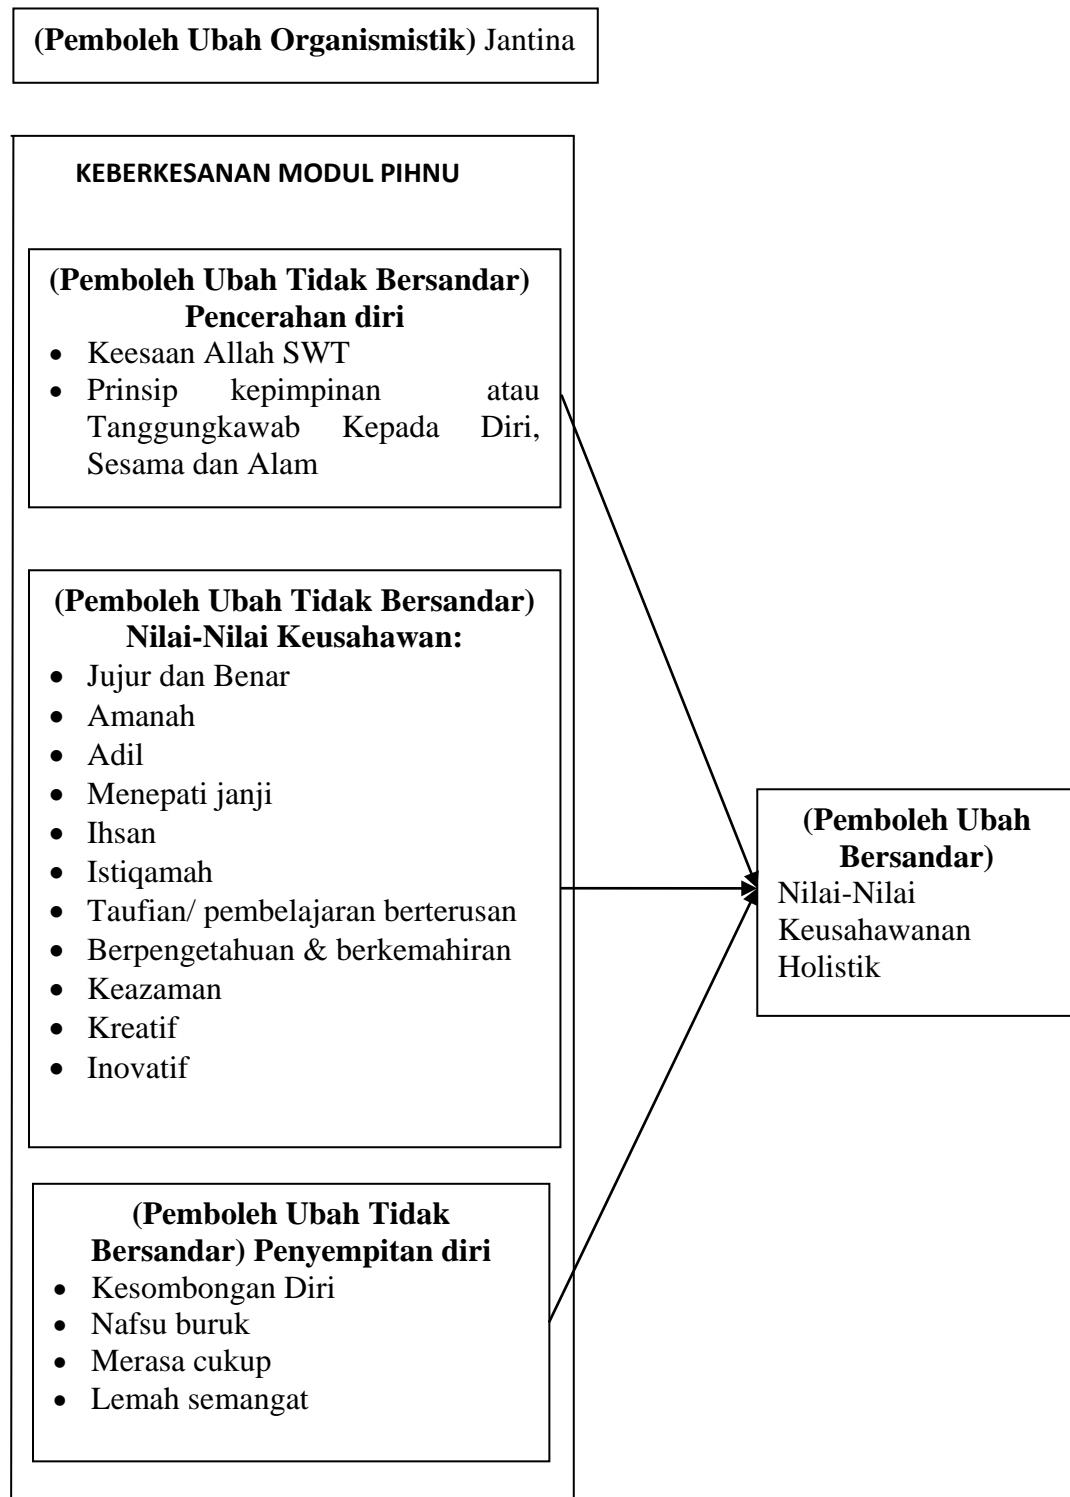 (Pemboleh Ubah Organismistik) Jantina
KEBERKESANAN MODUL PIHNU
(Pemboleh Ubah Tidak Bersandar)
Pencerahan diri
• Keesaan Allah SWT
• Prinsip kepimpinan atau
Tanggungkawab Kepada Diri,
Sesama dan Alam
(Pemboleh Ubah Tidak Bersandar)
Nilai-Nilai Keusahawan:
• Jujur dan Benar
• Amanah
• Adil
• Menepati janji
• Ihsan
• Istiqamah
• Taufian/ pembelajaran berterusan
• Berpengetahuan & berkemahiran
• Keazaman
• Kreatif
• Inovatif
(Pemboleh Ubah Tidak
Bersandar) Penyempitan diri
• Kesombongan Diri
• Nafsu buruk
• Merasa cukup
• Lemah semangat
(Pemboleh Ubah
Bersandar)
Nilai-Nilai
Keusahawanan
Holistik